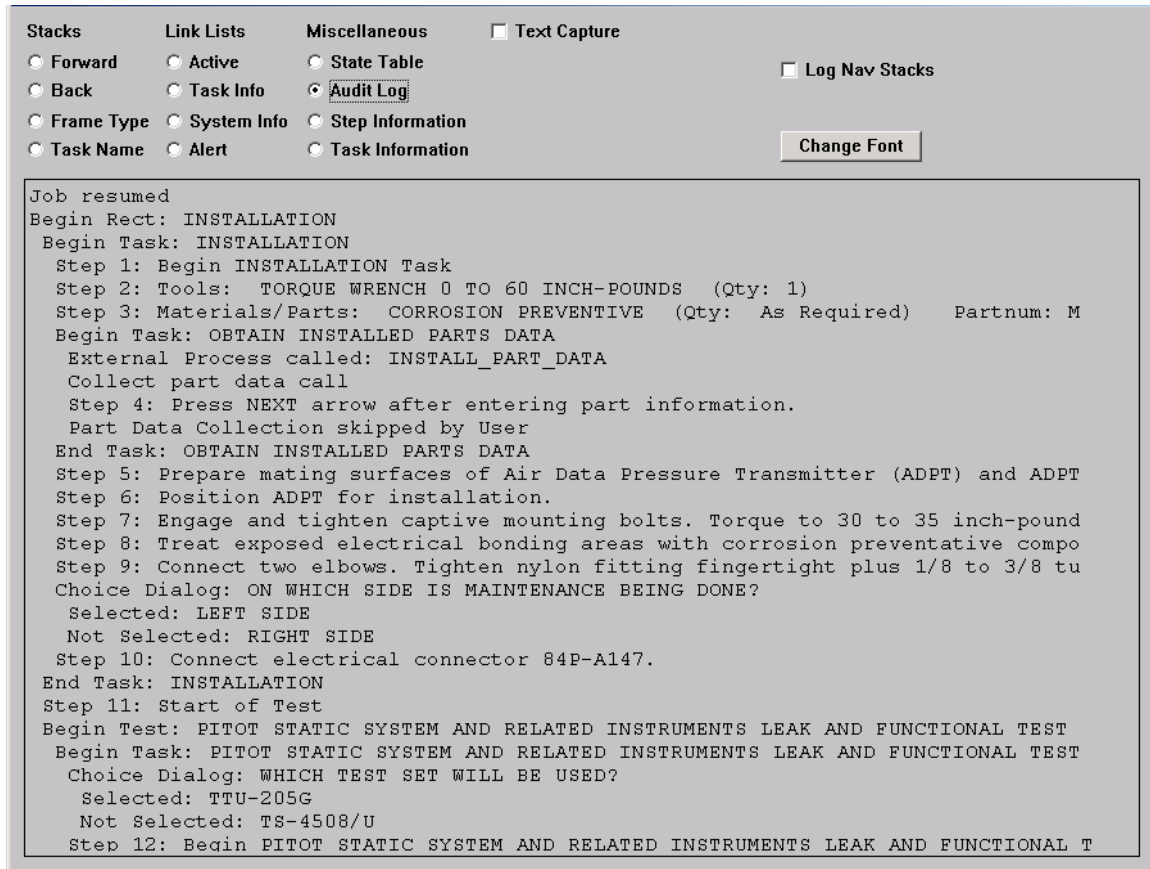 Stacks Link Lists Miscellaneous Text Capture
Forward Active State Table Log Nav Stacks
Back Task Info Audit Log
Frame Type System Info Step Information
Task Name Alert Task Information Change Font
Job resumed
Begin Rect: INSTALLATION
Begin Task: INSTALLATION
Step 1: Begin INSTALLATION Task
Step 2: Tools:  TORQUE WRENCH 0 TO 60 INCH-POUNDS  (Qty: 1)
Step 3: Materials/Parts:  CORROSION PREVENTIVE  (Qty:  As Required)   Partnum: M
Begin Task: OBTAIN INSTALLED PARTS DATA
External Process called: INSTALL_PART_DATA
Collect part data call
Step 4: Press NEXT arrow after entering part information.
Part Data Collection skipped by User
End Task: OBTAIN INSTALLED PARTS DATA
Step 5: Prepare mating surfaces of Air Data Pressure Transmitter (ADPT) and ADPT
Step 6: Position ADPT for installation.
Step 7: Engage and tighten captive mounting bolts. Torque to 30 to 35 inch-pound
Step 8: Treat exposed electrical bonding areas with corrosion preventative compo
Step 9: Connect two elbows. Tighten nylon fitting fingertight plus 1/8 to 3/8 tu
Choice Dialog: ON WHICH SIDE IS MAINTENANCE BEING DONE?
Selected: LEFT SIDE
Not Selected: RIGHT SIDE
Step 10: Connect electrical connector 84P-A147.
End Task: INSTALLATION
Step 11: Start of Test
Begin Test: PITOT STATIC SYSTEM AND RELATED INSTRUMENTS LEAK AND FUNCTIONAL TEST
Begin Task: PITOT STATIC SYSTEM AND RELATED INSTRUMENTS LEAK AND FUNCTIONAL TEST
Choice Dialog: WHICH TEST SET WILL BE USED?
Selected: TTU-205G
Not Selected: TS-4508/U
Step 12: Begin PITOT STATIC SYSTEM AND RELATED INSTRUMENTS LEAK AND FUNCTIONAL T